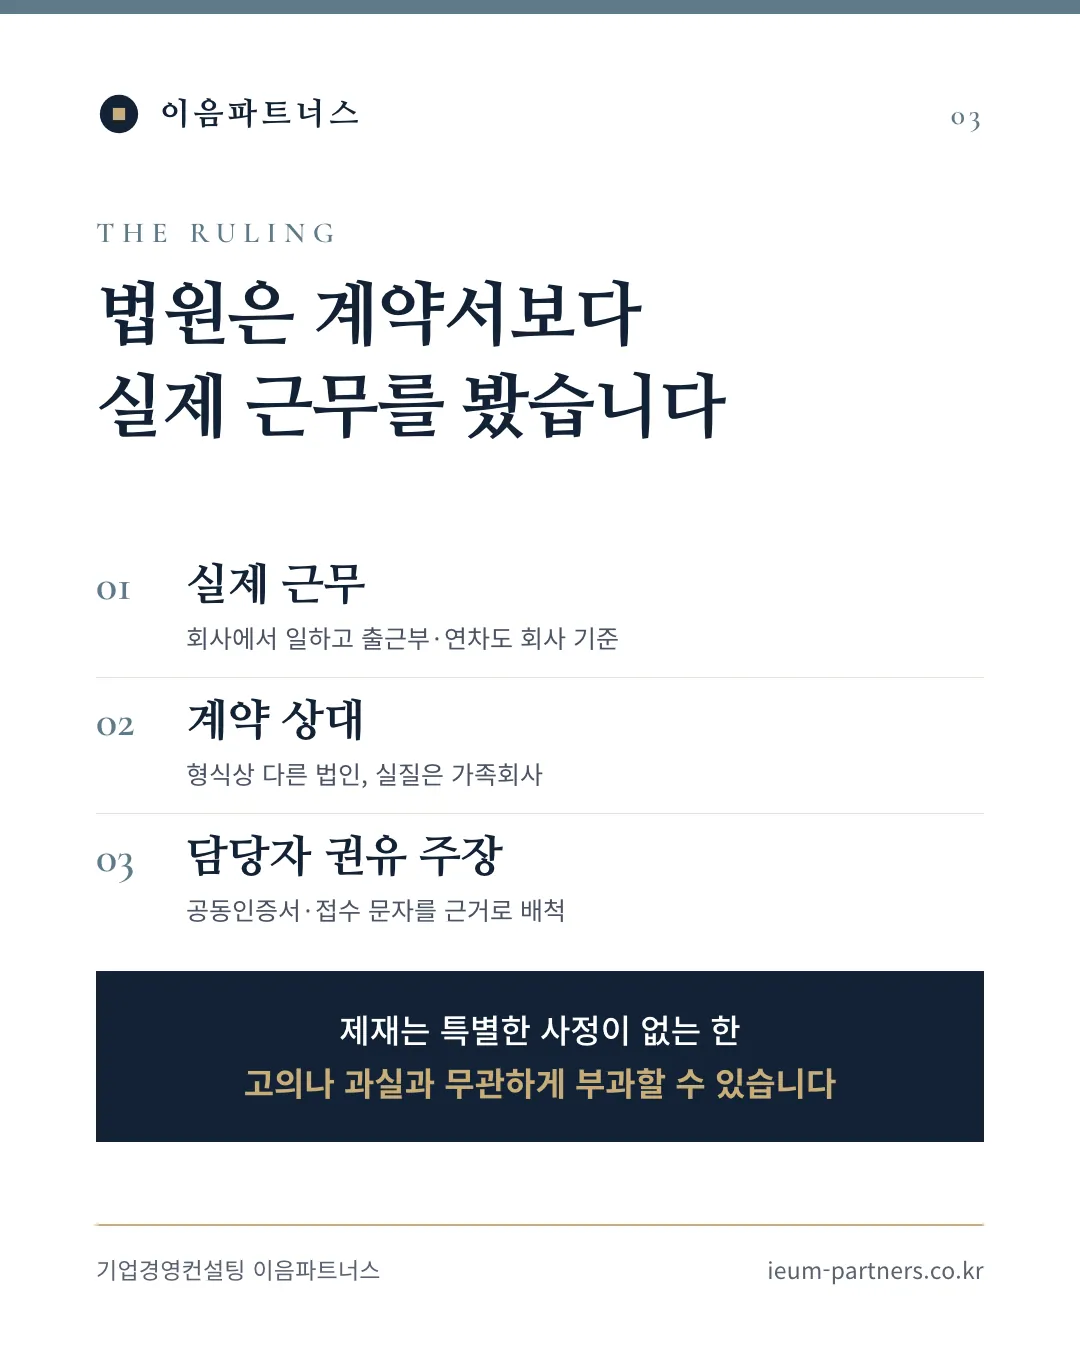 이음파트너스
03
THE RULING
법원은 계약서보다
실제 근무를 봤습니다
01
실제 근무
회사에서 일하고 출근부·연차도 회사 기준
02
계약 상대
형식상 다른 법인, 실질은 가족회사
03
담당자 권유 주장
공동인증서·접수 문자를 근거로 배척
제재는 특별한 사정이 없는 한
고의나 과실과 무관하게 부과할 수 있습니다
기업경영컨설팅 이음파트너스
ieum-partners.co.kr